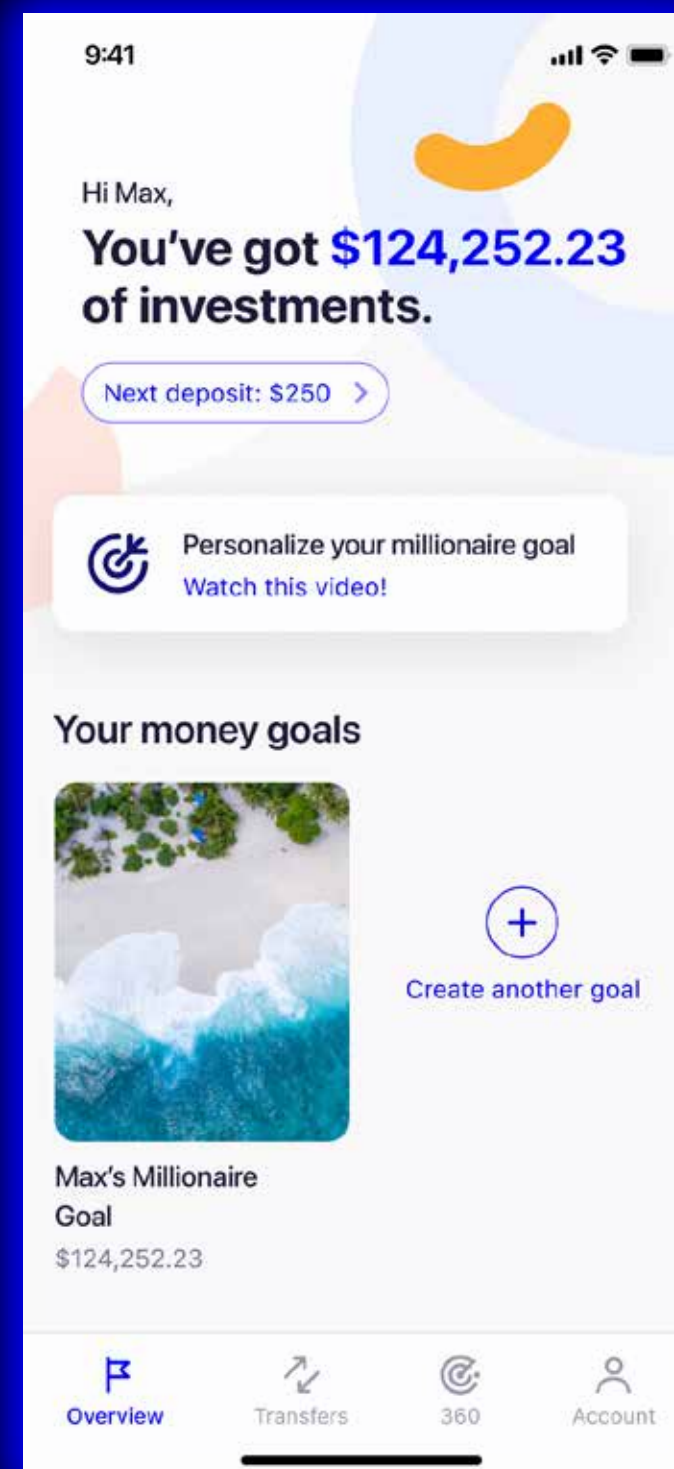 9:41
Hi Max,
You've got $124,252.23
of investments.
Next deposit: $250
Personalize your millionaire goal
Watch this video!
Your money goals
Create another goal
Max's Millionaire
Goal
$124,252.23
Overview
Transfers
360
Account